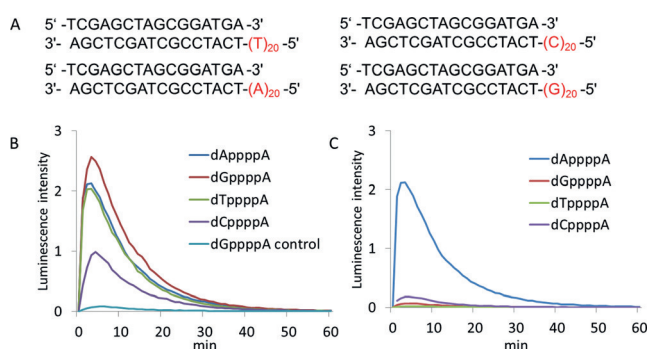 A
5‘ -TCGAGCTAGCGGATGA-3'
3'- AGCTCGATCGCCTACT-(T)20 -5'
5‘ -TCGAGCTAGCGGATGA-3'
3'- AGCTCGATCGCCTACT-(A)20 -5'
5‘ -TCGAGCTAGCGGATGA-3'
3'- AGCTCGATCGCCTACT-(C)20 -5'
5‘ -TCGAGCTAGCGGATGA-3'
3'- AGCTCGATCGCCTACT-(G)20 -5'
B
Luminescence intensity
3
2
1
0
dAppppA
dGppppA
dTppppA
dCppppA
dGppppA control
0 10 20 30 40 50 60
min
C
Luminescence intensity
3
2
1
0
dAppppA
dGppppA
dTppppA
dCppppA
0 10 20 30 40 50 60
min